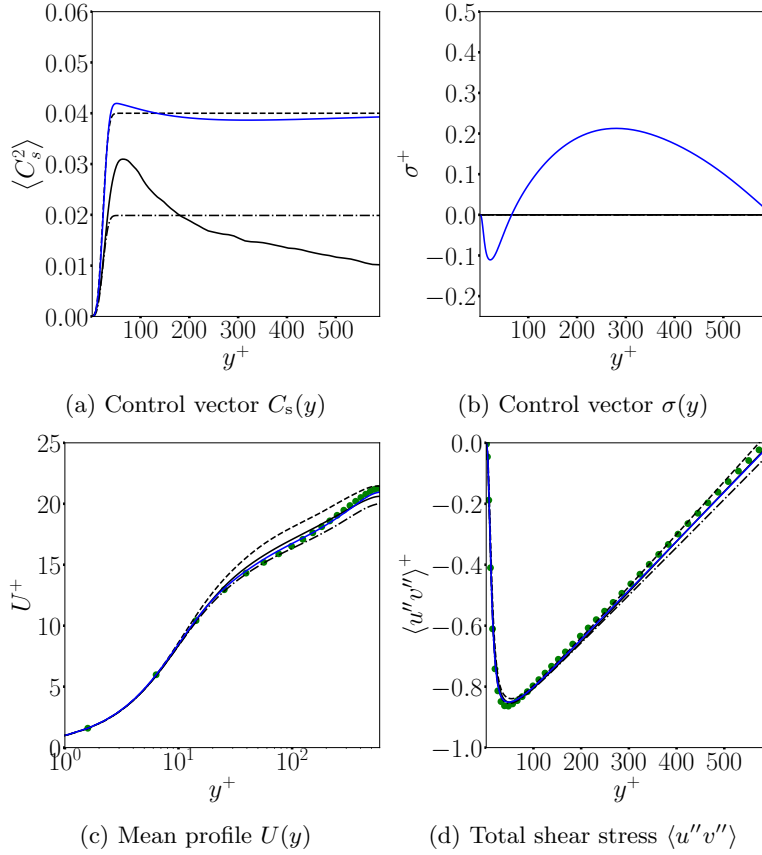 0.06
0.05
0.04
0.03
0.02
0.01
0.00
⟨C_s^2⟩
100 200 300 400 500
y^+
(a) Control vector C_s(y)
0.5
0.4
0.3
0.2
0.1
0.0
−0.1
−0.2
σ^+
100 200 300 400 500
y^+
(b) Control vector σ(y)
25
20
15
10
5
0
U^+
10^0 10^1 10^2
y^+
(c) Mean profile U(y)
0.0
−0.2
−0.4
−0.6
−0.8
−1.0
⟨u″v″⟩^+
100 200 300 400 500
y^+
(d) Total shear stress ⟨u″v″⟩